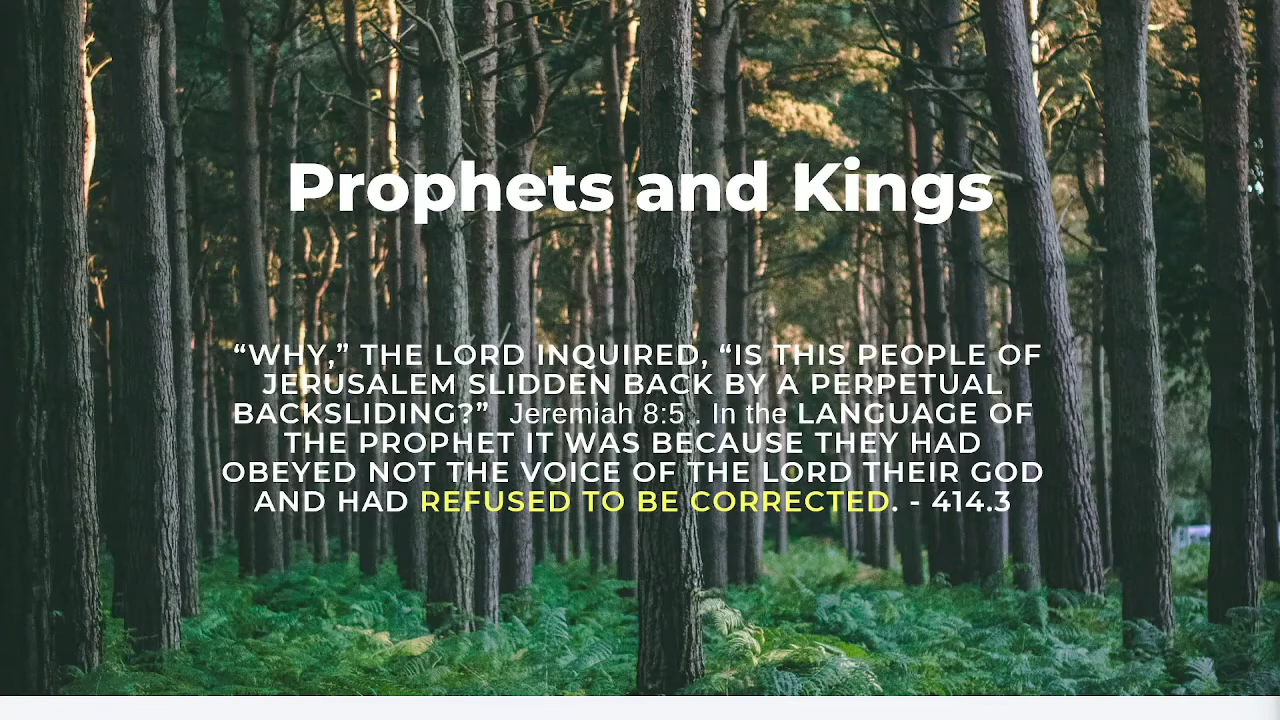 Prophets and Kings
“WHY,” THE LORD INQUIRED, “IS THIS PEOPLE OF
JERUSALEM SLIDDEN BACK BY A PERPETUAL
BACKSLIDING?” Jeremiah 8:5 . In the LANGUAGE OF
THE PROPHET IT WAS BECAUSE THEY HAD
OBEYED NOT THE VOICE OF THE LORD THEIR GOD
AND HAD REFUSED TO BE CORRECTED. - 414.3